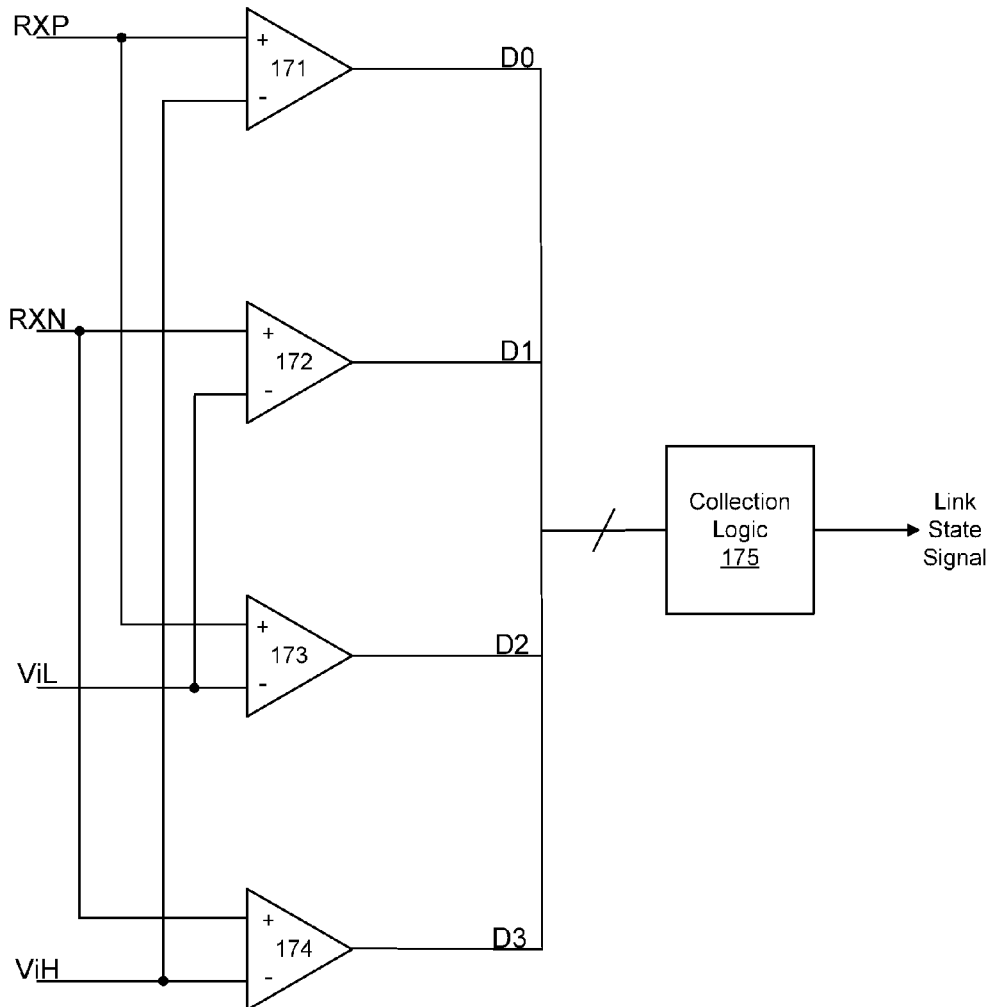 RXP
+
171
-
D0
RXN
+
172
-
D1
Collection
Logic
175
Link
State
Signal
+
173
-
D2
ViL
+
174
-
D3
ViH